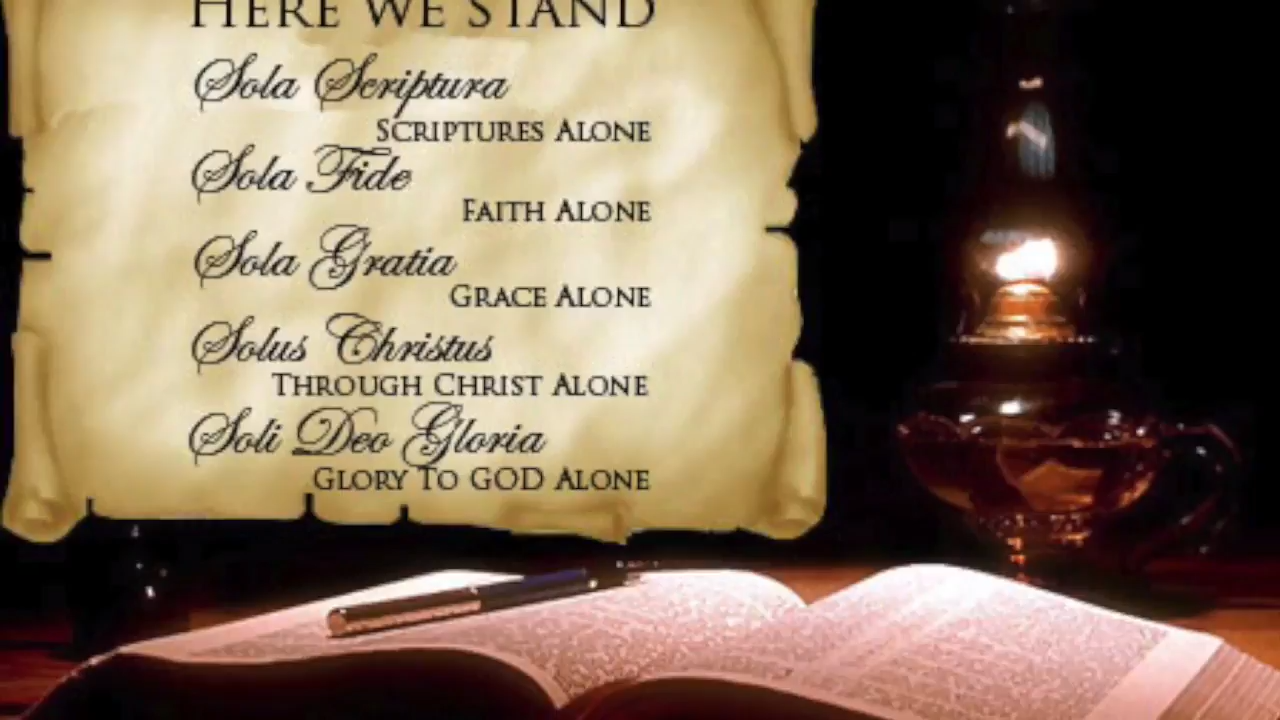 HERE WE STAND
Sola Scriptura
SCRIPTURES ALONE
Sola Fide
FAITH ALONE
Sola Gratia
GRACE ALONE
Solus Christus
THROUGH CHRIST ALONE
Soli Deo Gloria
GLORY TO GOD ALONE